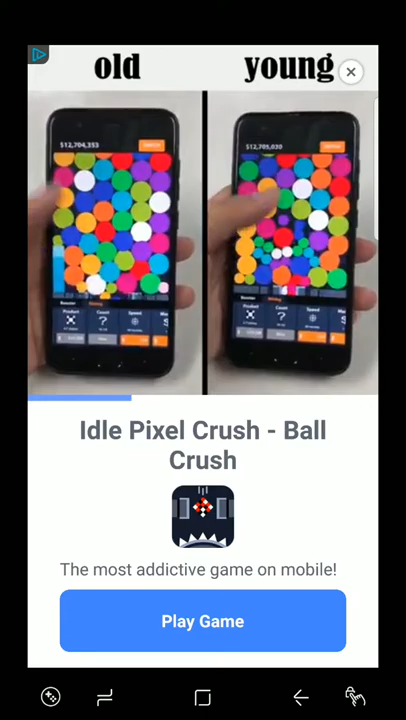 old
young
$12,704,353
$12,705,020
Idle Pixel Crush - Ball
Crush
The most addictive game on mobile!
Play Game